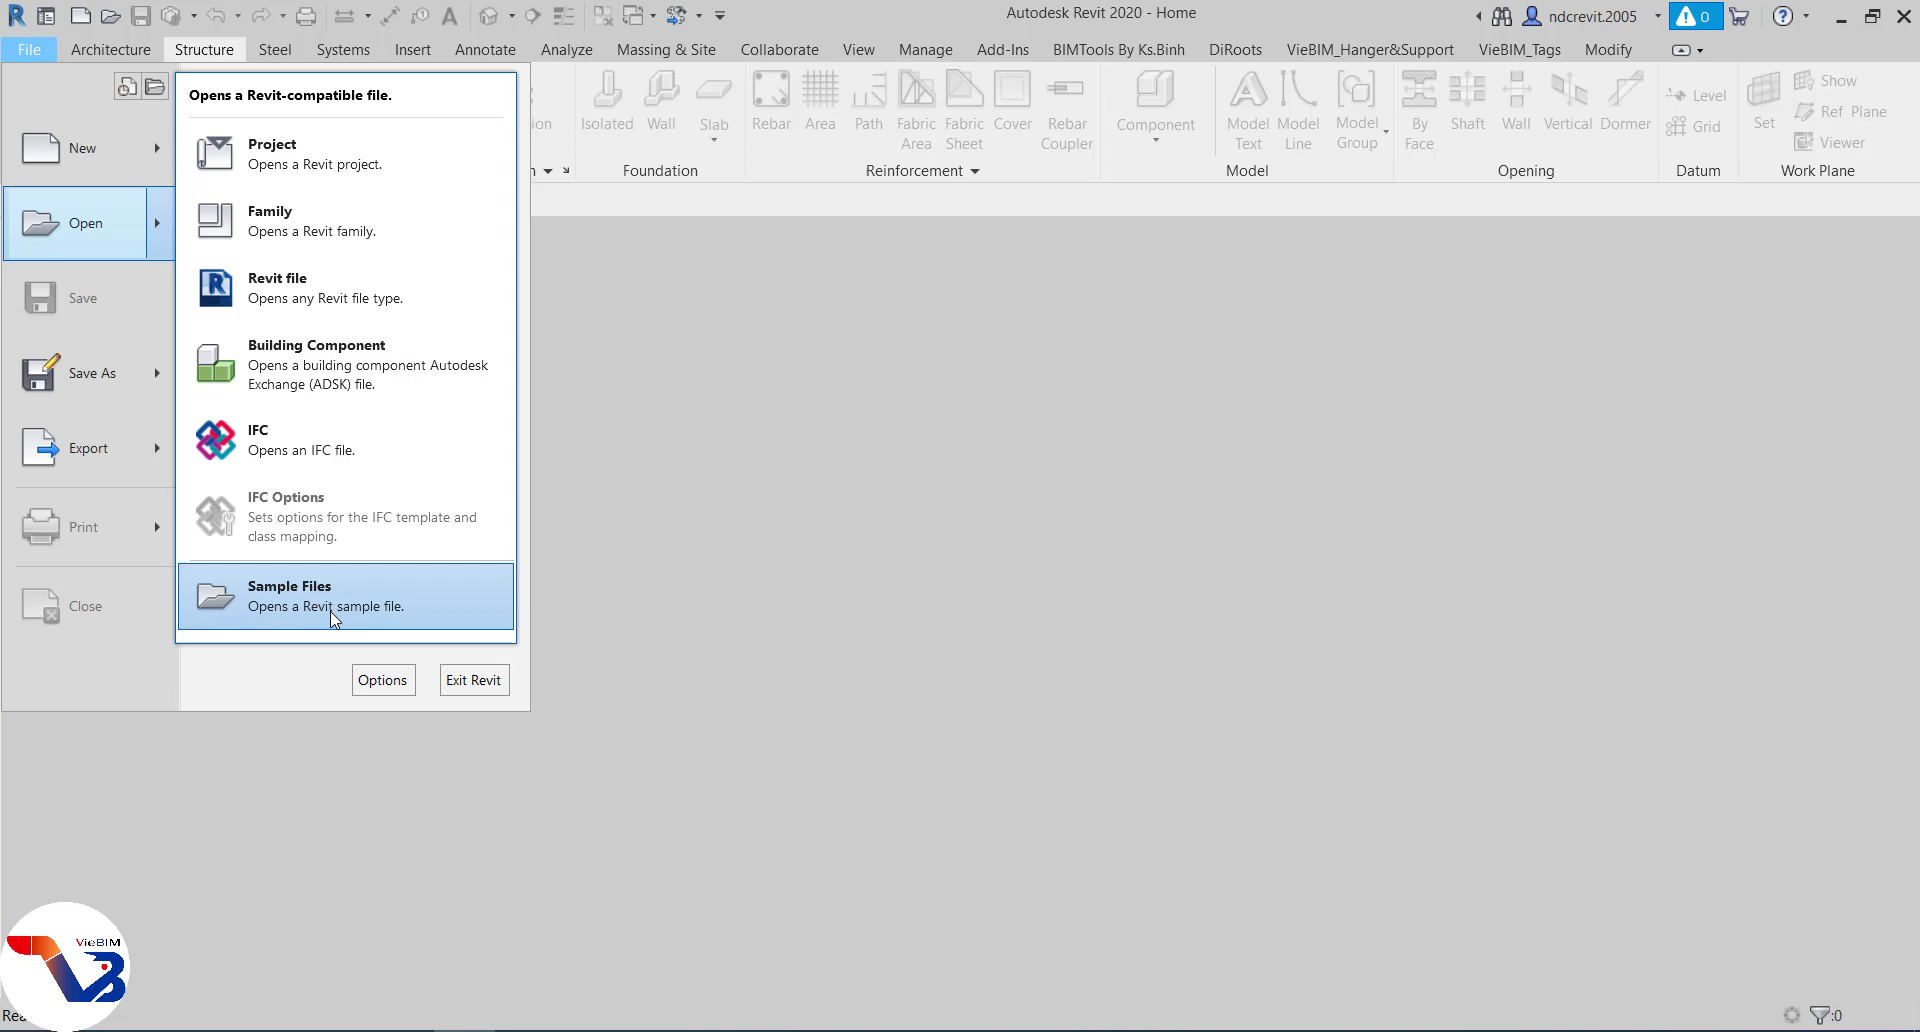 Autodesk Revit 2020 - Home
ndcrevit.2005
0
File Architecture Structure Steel Systems Insert Annotate Analyze Massing & Site Collaborate View Manage Add-Ins BIMTools By Ks.Binh DiRoots VieBIM_Hanger&Support VieBIM_Tags Modify
Opens a Revit-compatible file.
New
Open
Save
Save As
Export
Print
Close
Project
Opens a Revit project.
Family
Opens a Revit family.
Revit file
Opens any Revit file type.
Building Component
Opens a building component Autodesk
Exchange (ADSK) file.
IFC
Opens an IFC file.
IFC Options
Sets options for the IFC template and
class mapping.
Sample Files
Opens a Revit sample file.
Options
Exit Revit
Isolated
Wall
Slab
Foundation
Rebar
Area
Path
Fabric
Area
Fabric
Sheet
Cover
Rebar
Coupler
Reinforcement
Component
Model
Text
Model
Line
Model
Group
Model
By
Face
Shaft
Wall
Vertical
Dormer
Opening
Level
Grid
Datum
Set
Show
Ref Plane
Viewer
Work Plane
VieBIM
:0